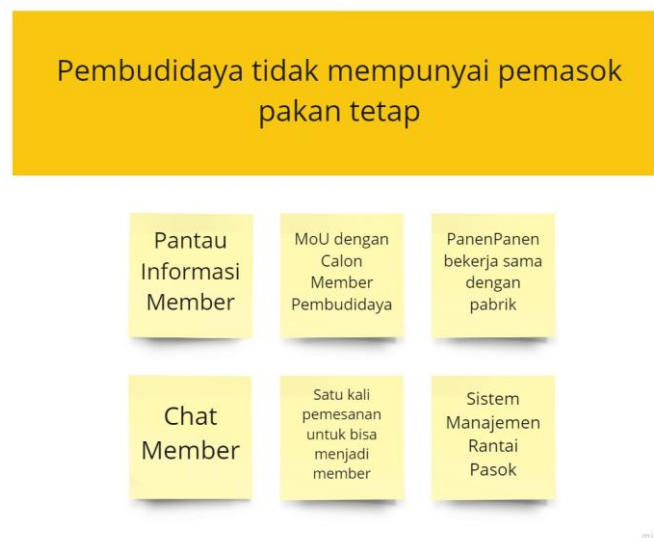 Pembudidaya tidak mempunyai pemasok
pakan tetap
Pantau
Informasi
Member
MoU dengan
Calon
Member
Pembudidaya
PanenPanen
bekerja sama
dengan
pabrik
Chat
Member
Satu kali
pemesanan
untuk bisa
menjadi
member
Sistem
Manajemen
Rantai
Pasok